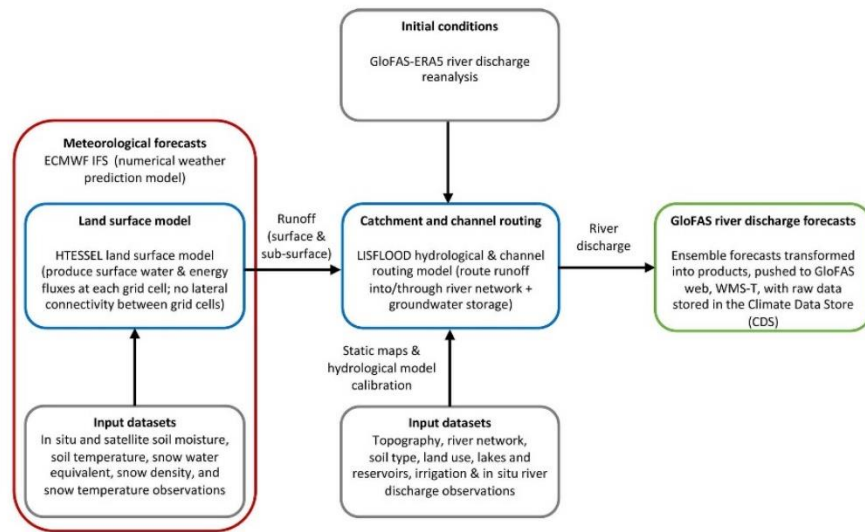 Initial conditions
GloFAS-ERA5 river discharge
reanalysis
Meteorological forecasts
ECMWF IFS (numerical weather
prediction model)
Land surface model
HTESSEL land surface model
(produce surface water & energy
fluxes at each grid cell; no lateral
connectivity between grid cells)
Runoff
(surface &
sub-surface)
Catchment and channel routing
LISFLOOD hydrological & channel
routing model (route runoff
into/through river network +
groundwater storage)
River
discharge
GloFAS river discharge forecasts
Ensemble forecasts transformed
into products, pushed to GloFAS
web, WMS-T, with raw data
stored in the Climate Data Store
(CDS)
Static maps &
hydrological model
calibration
Input datasets
In situ and satellite soil moisture,
soil temperature, snow water
equivalent, snow density, and
snow temperature observations
Input datasets
Topography, river network,
soil type, land use, lakes and
reservoirs, irrigation & in situ river
discharge observations